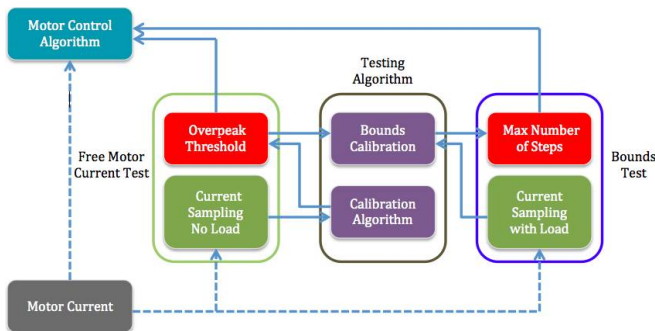 Motor Control
Algorithm
Testing
Algorithm
Free Motor
Current Test
Overpeak
Threshold
Bounds
Calibration
Max Number
of Steps
Bounds
Test
Current
Sampling
No Load
Calibration
Algorithm
Current
Sampling
with Load
Motor Current